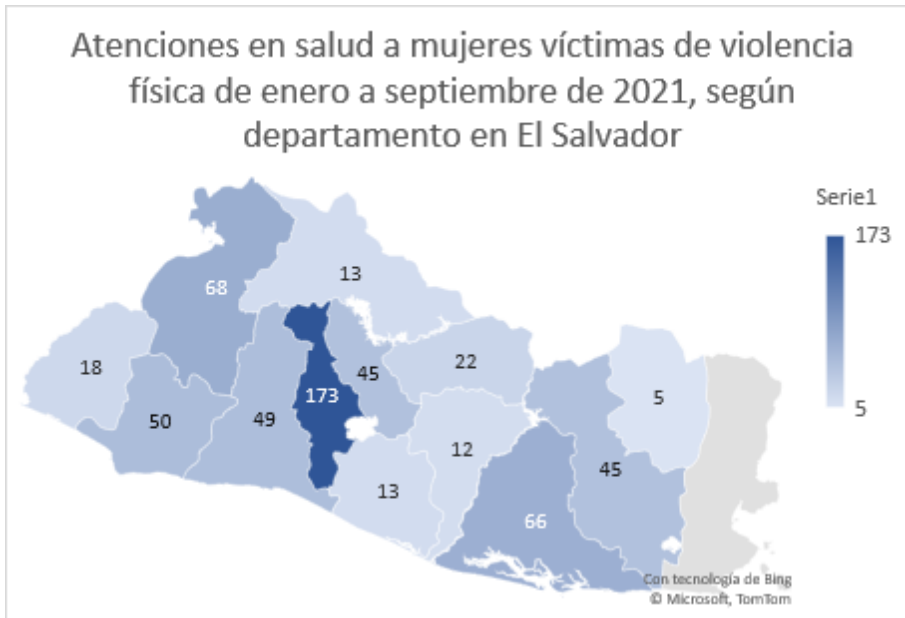 Atenciones en salud a mujeres víctimas de violencia
física de enero a septiembre de 2021, según
departamento en El Salvador
Serie1
173
5
68
13
18
50
49
173
45
22
12
13
66
45
5
Con tecnología de Bing
© Microsoft, TomTom